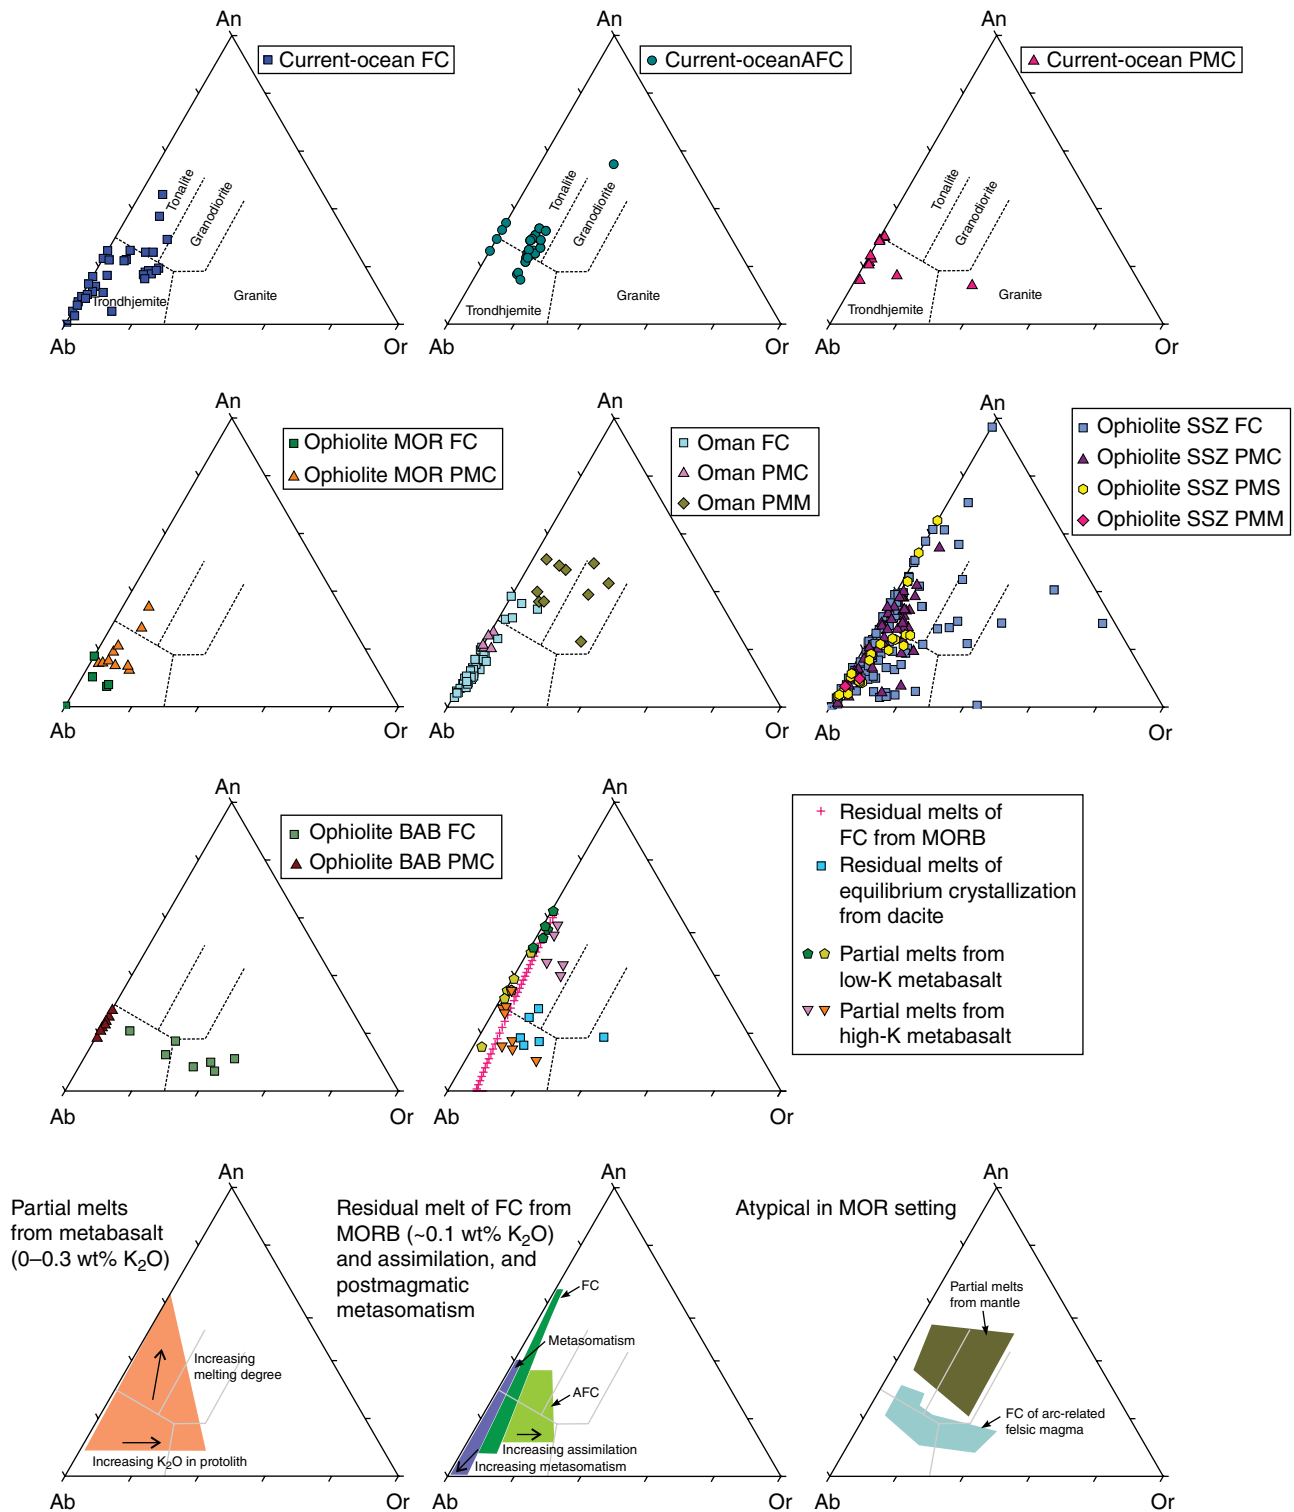 An
Current-ocean FC
Tonalite
Granodiorite
Trondhjemite
Granite
Ab
Or
An
Current-oceanAFC
Tonalite
Granodiorite
Trondhjemite
Granite
Ab
Or
An
Current-ocean PMC
Tonalite
Granodiorite
Trondhjemite
Granite
Ab
Or
An
Ophiolite MOR FC
Ophiolite MOR PMC
Ab
Or
An
Oman FC
Oman PMC
Oman PMM
Ab
Or
An
Ophiolite SSZ FC
Ophiolite SSZ PMC
Ophiolite SSZ PMS
Ophiolite SSZ PMM
Ab
Or
An
Ophiolite BAB FC
Ophiolite BAB PMC
Ab
Or
An
Residual melts of
FC from MORB
Residual melts of
equilibrium crystallization
from dacite
Partial melts from
low-K metabasalt
Partial melts from
high-K metabasalt
Ab
Or
An
Partial melts
from metabasalt
(0–0.3 wt% K₂O)
Increasing
melting degree
Increasing K₂O in protolith
Ab
Or
An
Residual melt of FC from
MORB (~0.1 wt% K₂O)
and assimilation, and
postmagmatic
metasomatism
FC
Metasomatism
AFC
Increasing assimilation
Increasing metasomatism
Ab
Or
An
Atypical in MOR setting
Partial melts
from mantle
FC of arc-related
felsic magma
Ab
Or